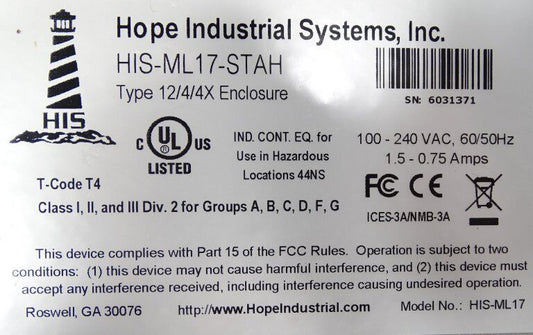 Hope Industrial Systems, Inc.
HIS-ML17-STAH
Type 12/4/4X Enclosure
HIS
SN: 6031371
C UL US
LISTED
IND. CONT. EQ. for
Use in Hazardous
Locations 44NS
100 - 240 VAC, 60/50Hz
1.5 - 0.75 Amps
T-Code T4
Class I, II, and III Div. 2 for Groups A, B, C, D, F, G
FC CE
ICES-3A/NMB-3A
This device complies with Part 15 of the FCC Rules. Operation is subject to two
conditions: (1) this device may not cause harmful interference, and (2) this device must
accept any interference received, including interference causing undesired operation.
Roswell, GA 30076 http://www.HopeIndustrial.com/ Model No.: HIS-ML17